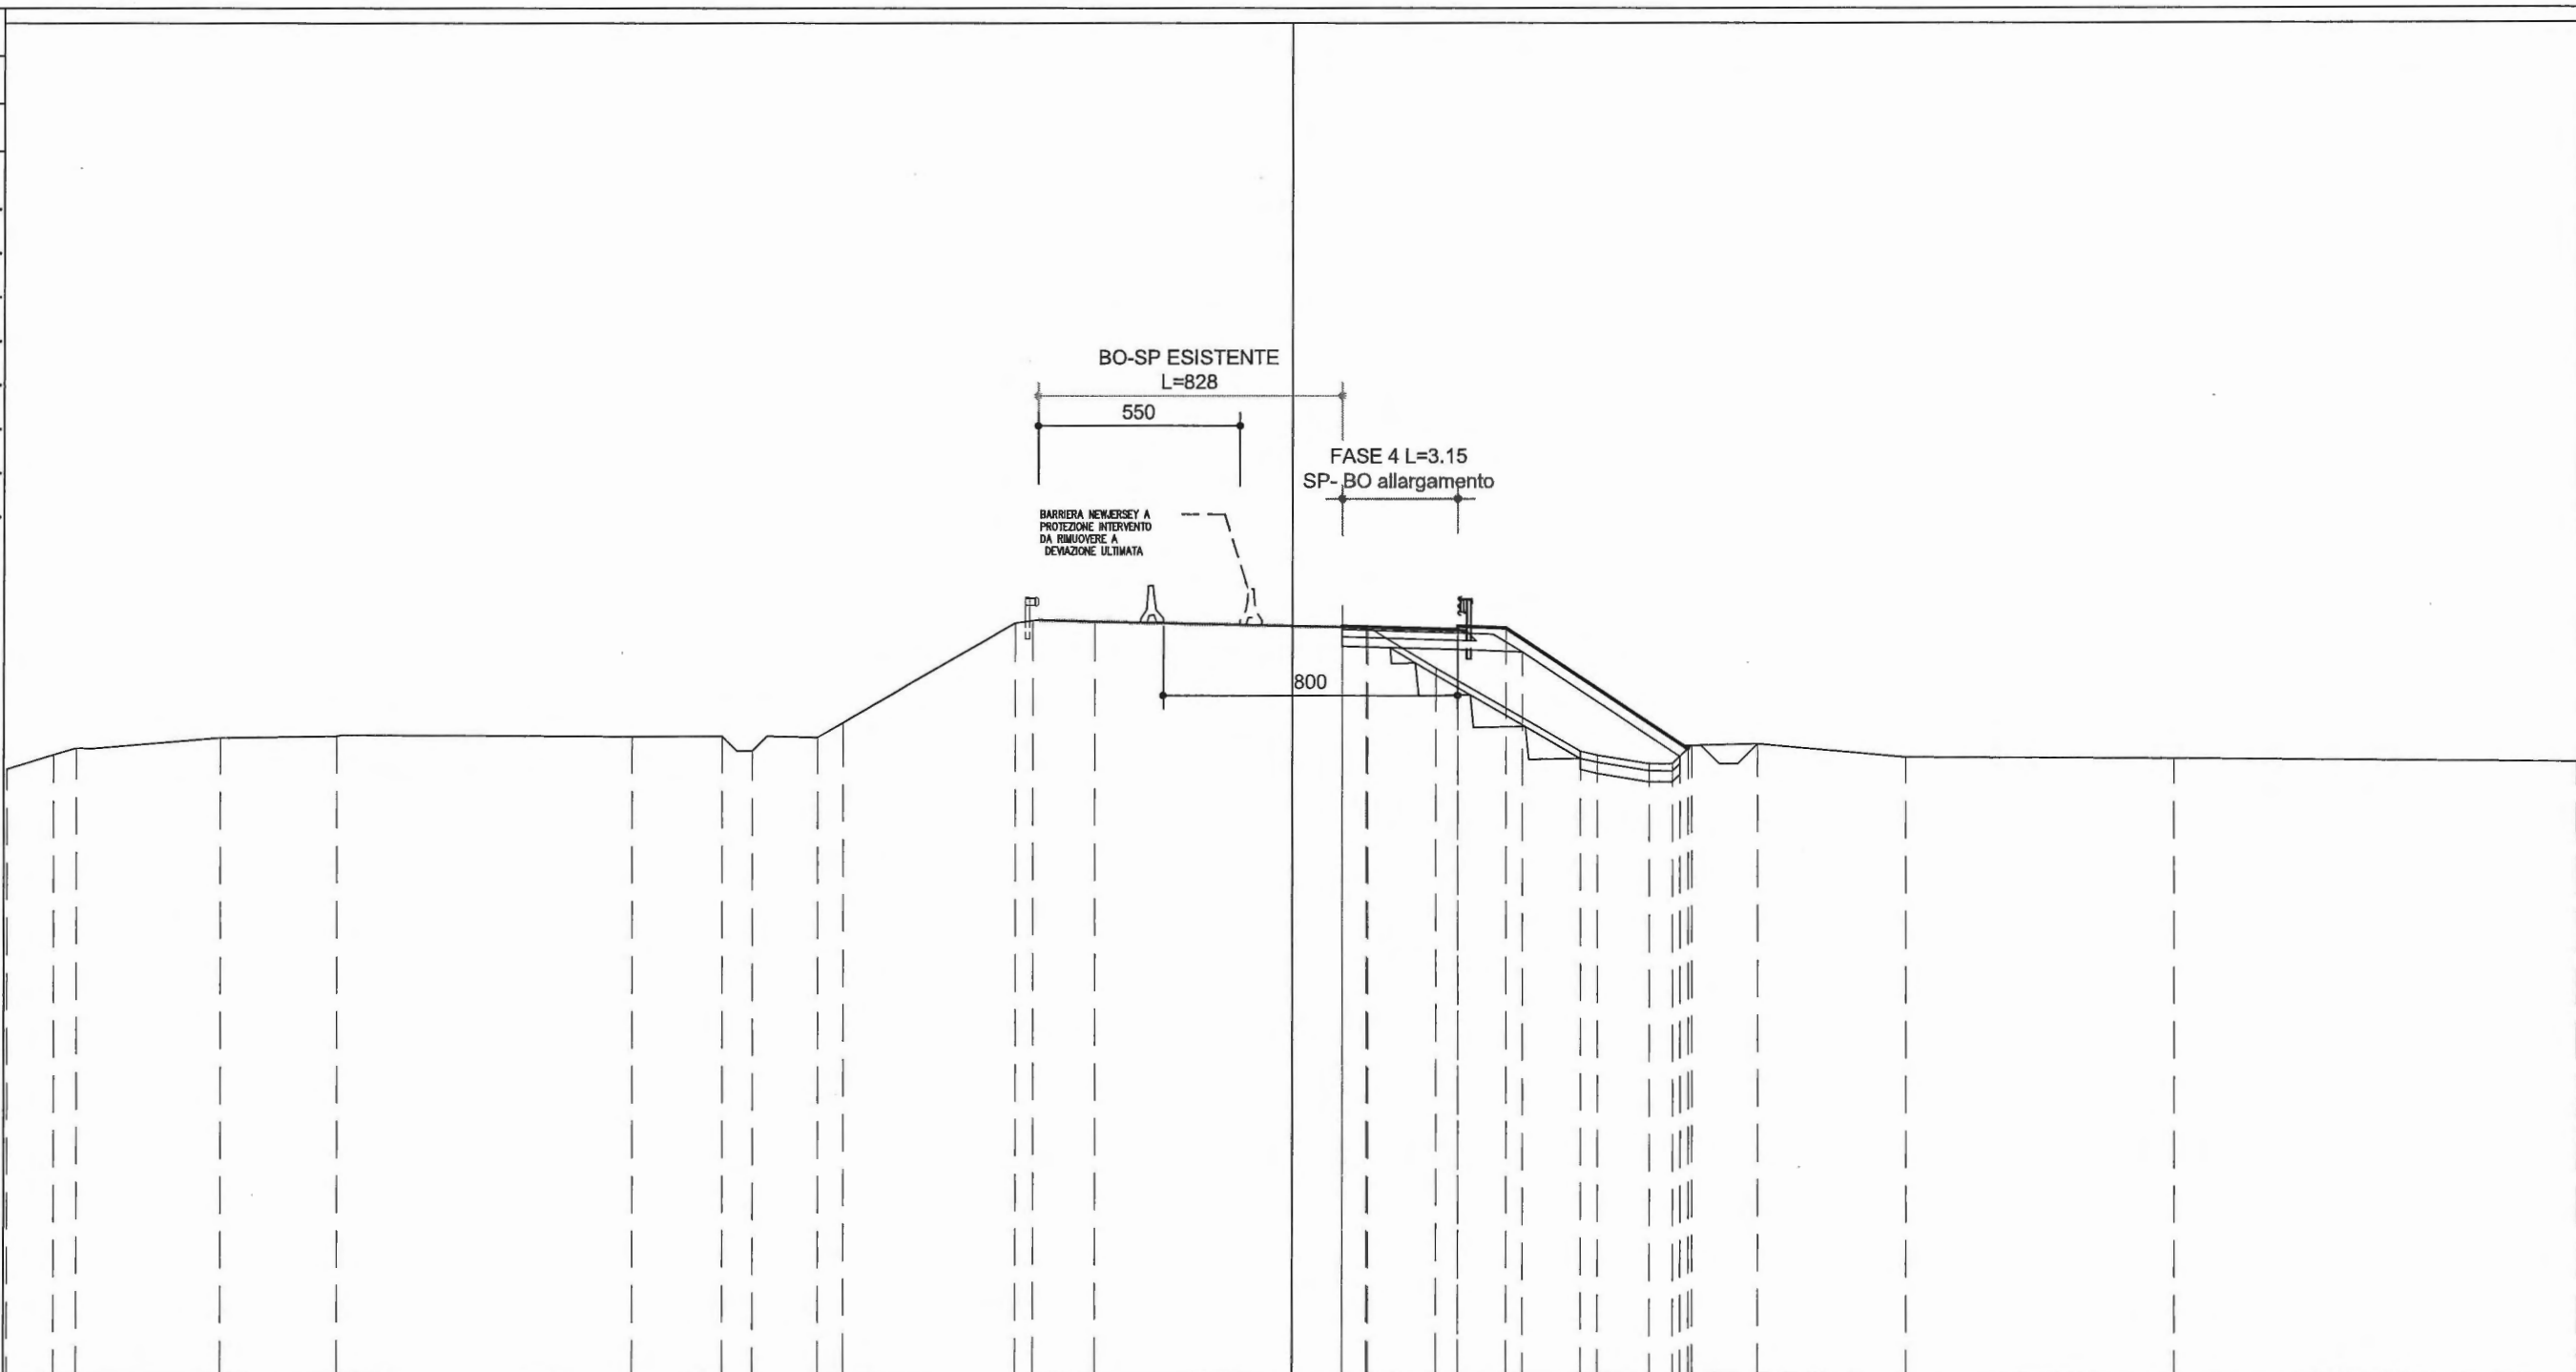 BO-SP ESISTENTE
L=828
550
FASE 4 L=3.15
SP- BO allargamento
BARRIERA NEWJERSEY A
PROTEZIONE INTERVENTO
DA RIMUOVERE A
DEVIAZIONE ULTIMATA
800